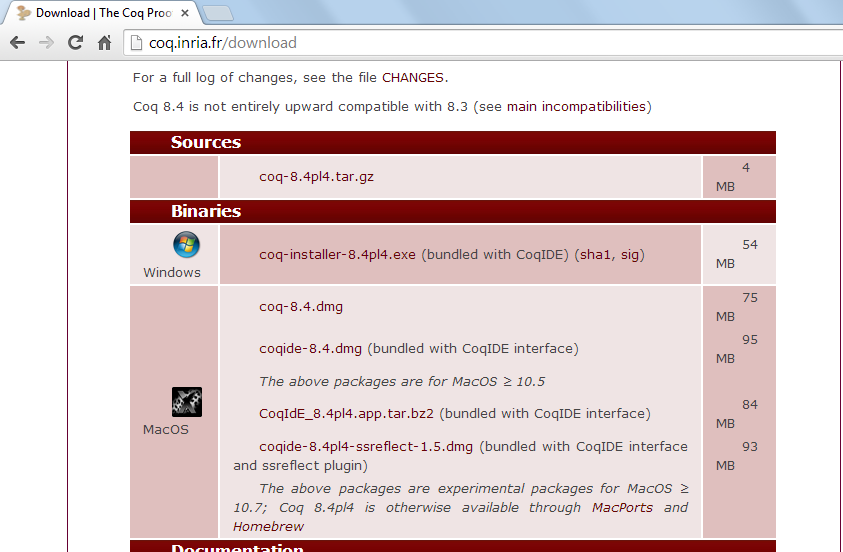 Download | The Coq Proo
coq.inria.fr/download
For a full log of changes, see the file CHANGES.
Coq 8.4 is not entirely upward compatible with 8.3 (see main incompatibilities)
Sources
coq-8.4pl4.tar.gz
4
MB
Binaries
Windows
coq-installer-8.4pl4.exe (bundled with CoqIDE) (sha1, sig)
54
MB
MacOS
coq-8.4.dmg
75
MB
coqide-8.4.dmg (bundled with CoqIDE interface)
95
MB
The above packages are for MacOS ≥ 10.5
CoqIdE_8.4pl4.app.tar.bz2 (bundled with CoqIDE interface)
84
MB
coqide-8.4pl4-ssreflect-1.5.dmg (bundled with CoqIDE interface
and ssreflect plugin)
93
MB
The above packages are experimental packages for MacOS ≥
10.7; Coq 8.4pl4 is otherwise available through MacPorts and
Homebrew
Documentation